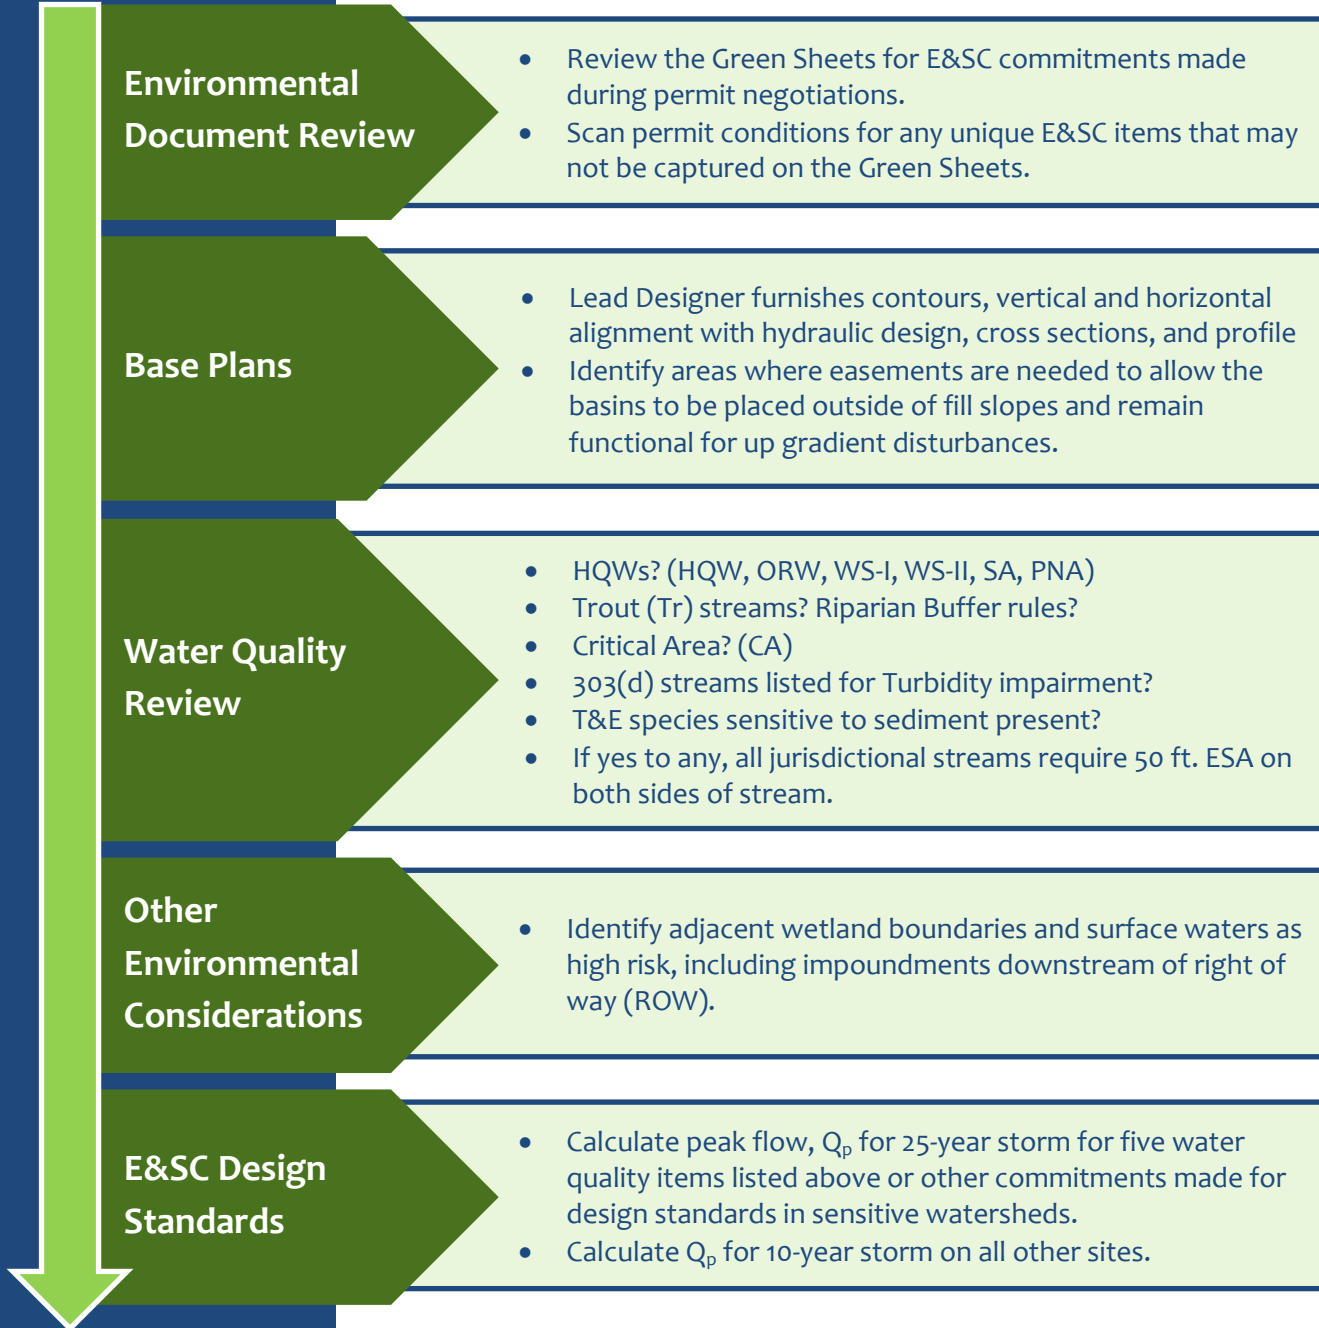 Environmental
Document Review
• Review the Green Sheets for E&SC commitments made
during permit negotiations.
• Scan permit conditions for any unique E&SC items that may
not be captured on the Green Sheets.
Base Plans
• Lead Designer furnishes contours, vertical and horizontal
alignment with hydraulic design, cross sections, and profile
• Identify areas where easements are needed to allow the
basins to be placed outside of fill slopes and remain
functional for up gradient disturbances.
Water Quality
Review
• HQWs? (HQW, ORW, WS-I, WS-II, SA, PNA)
• Trout (Tr) streams? Riparian Buffer rules?
• Critical Area? (CA)
• 303(d) streams listed for Turbidity impairment?
• T&E species sensitive to sediment present?
• If yes to any, all jurisdictional streams require 50 ft. ESA on
both sides of stream.
Other
Environmental
Considerations
• Identify adjacent wetland boundaries and surface waters as
high risk, including impoundments downstream of right of
way (ROW).
E&SC Design
Standards
• Calculate peak flow, Qp for 25-year storm for five water
quality items listed above or other commitments made for
design standards in sensitive watersheds.
• Calculate Qp for 10-year storm on all other sites.